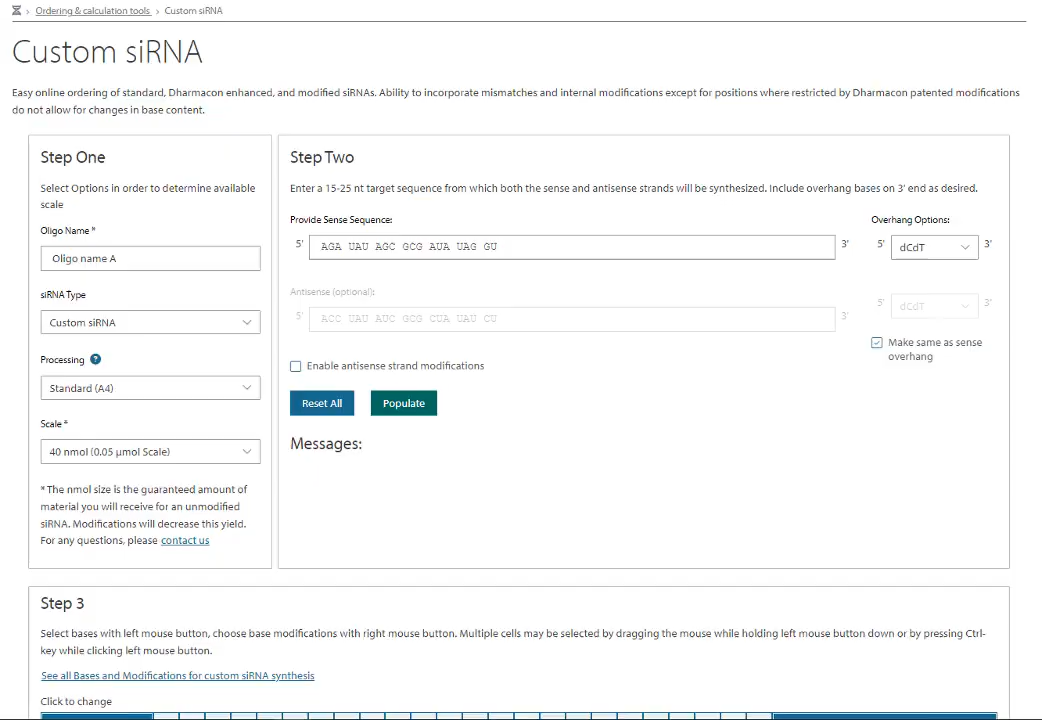 Ordering & calculation tools > Custom siRNA
Custom siRNA
Easy online ordering of standard, Dharmacon enhanced, and modified siRNAs. Ability to incorporate mismatches and internal modifications except for positions where restricted by Dharmacon patented modifications
do not allow for changes in base content.
Step One
Select Options in order to determine available
scale
Oligo Name *
Oligo name A
siRNA Type
Custom siRNA
Processing ?
Standard (A4)
Scale *
40 nmol (0.05 µmol Scale)
* The nmol size is the guaranteed amount of
material you will receive for an unmodified
siRNA. Modifications will decrease this yield.
For any questions, please contact us
Step Two
Enter a 15-25 nt target sequence from which both the sense and antisense strands will be synthesized. Include overhang bases on 3' end as desired.
Provide Sense Sequence: Overhang Options:
5' AGA UAU AGC GCG AUA UAG GU 3' 5' dCdT 3'
Antisense (optional):
5' ACC UAU AUC GCG CUA UAU CU 3' 5' dCdT 3'
Make same as sense
overhang
Enable antisense strand modifications
Reset All Populate
Messages:
Step 3
Select bases with left mouse button, choose base modifications with right mouse button. Multiple cells may be selected by dragging the mouse while holding left mouse button down or by pressing Ctrl-
key while clicking left mouse button.
See all Bases and Modifications for custom siRNA synthesis
Click to change